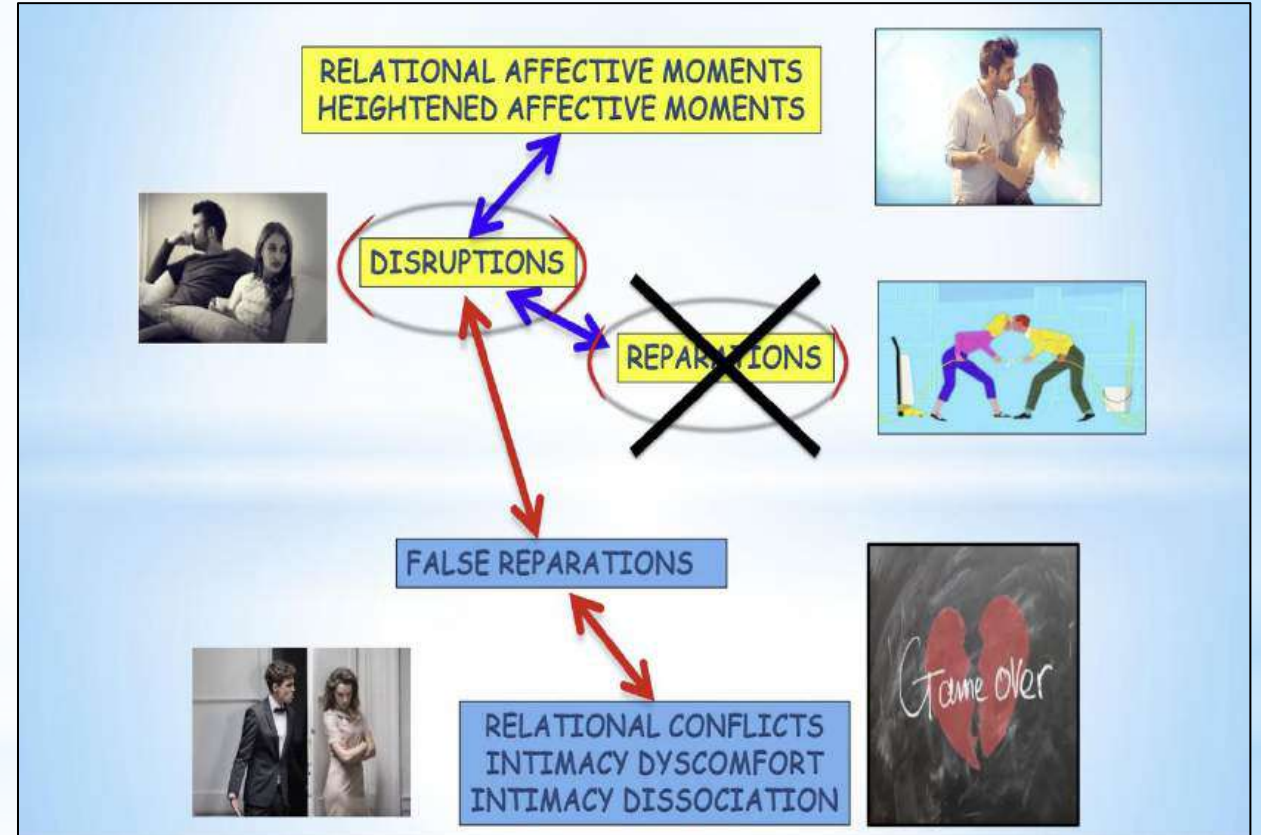 RELATIONAL AFFECTIVE MOMENTS
HEIGHTENED AFFECTIVE MOMENTS
DISRUPTIONS
REPARATIONS
FALSE REPARATIONS
Game over
RELATIONAL CONFLICTS
INTIMACY DYSCOMFORT
INTIMACY DISSOCIATION